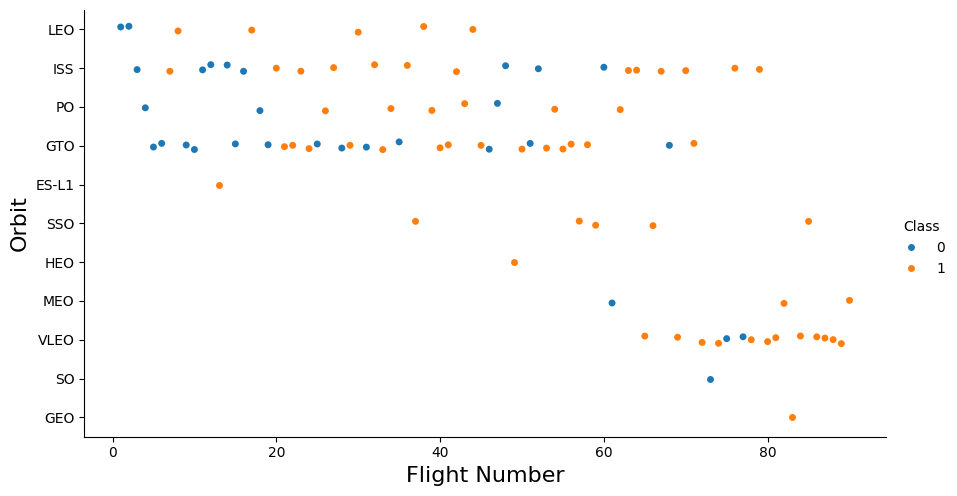 LEO
ISS
PO
GTO
ES-L1
SSO
HEO
MEO
VLEO
SO
GEO
Orbit
0
20
40
60
80
Flight Number
Class
0
1